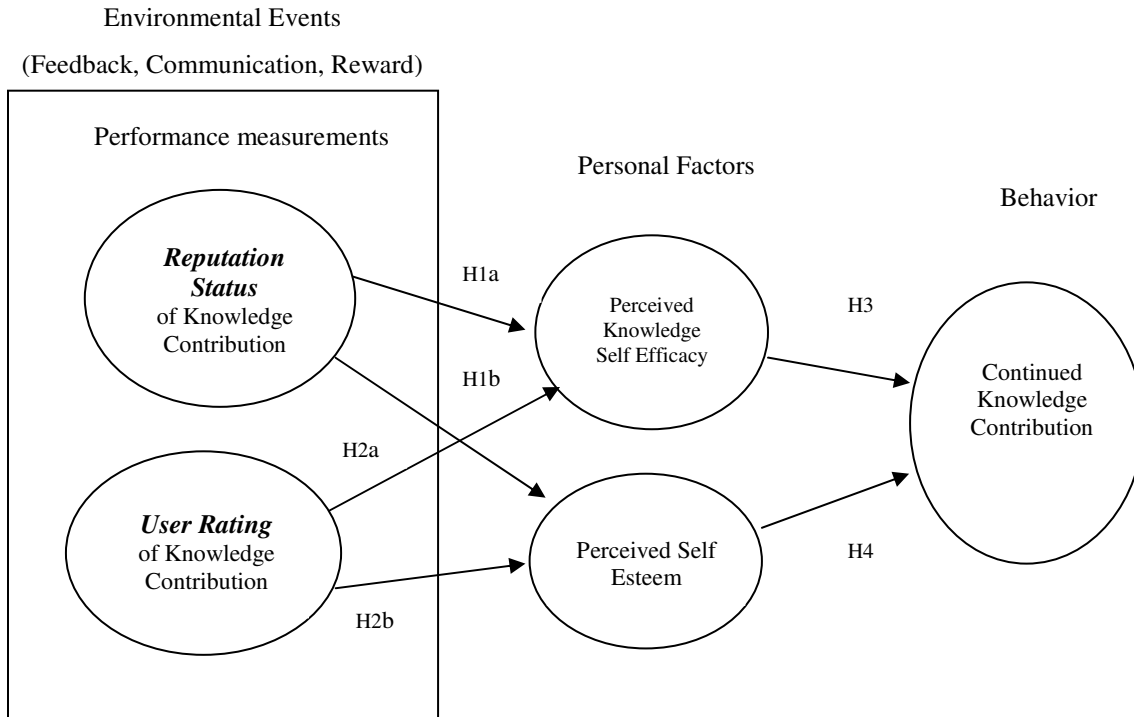 Environmental Events
(Feedback, Communication, Reward)
Performance measurements
Personal Factors
Behavior
Reputation
Status
of Knowledge
Contribution
H1a
Perceived
Knowledge
Self Efficacy
H3
H1b
Continued
Knowledge
Contribution
H2a
User Rating
of Knowledge
Contribution
Perceived Self
Esteem
H4
H2b